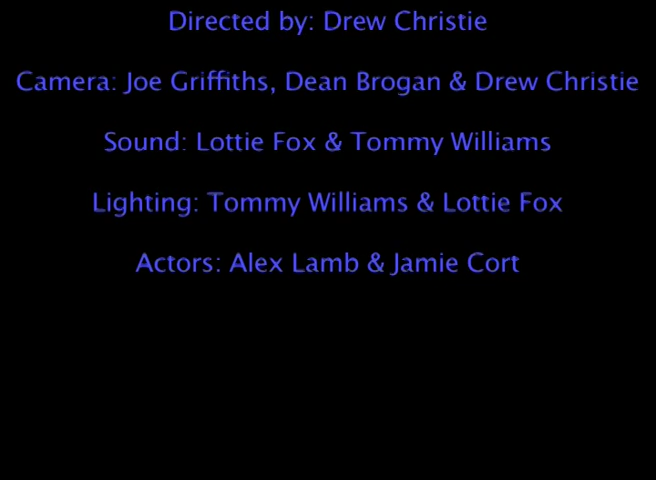 Directed by: Drew Christie
Camera: Joe Griffiths, Dean Brogan & Drew Christie
Sound: Lottie Fox & Tommy Williams
Lighting: Tommy Williams & Lottie Fox
Actors: Alex Lamb & Jamie Cort